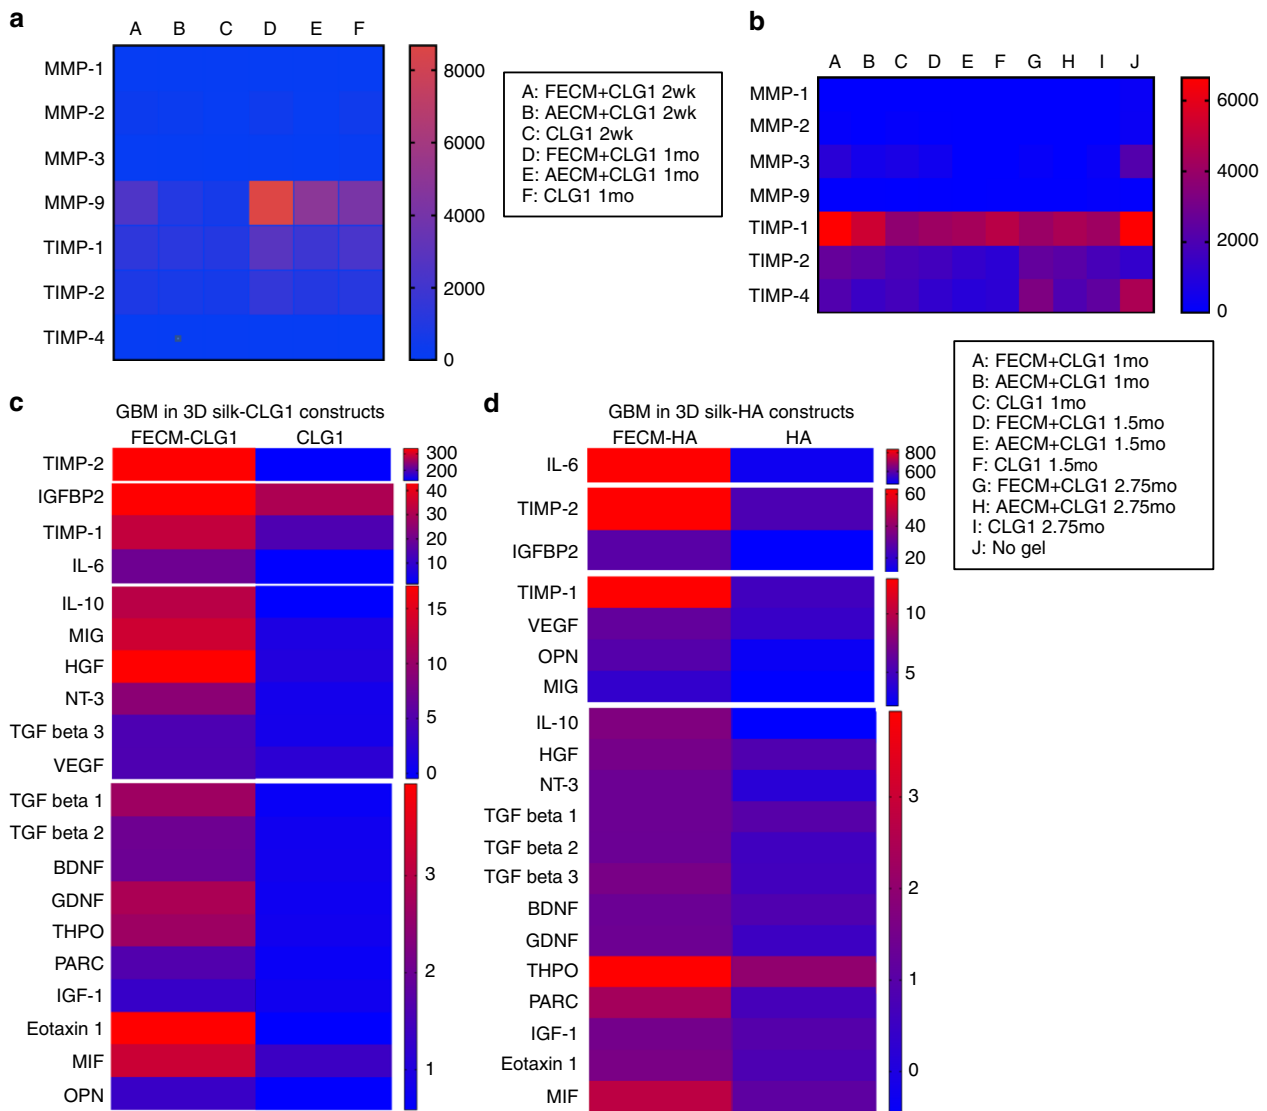 a
A B C D E F
MMP-1
MMP-2
MMP-3
MMP-9
TIMP-1
TIMP-2
TIMP-4
8000
6000
4000
2000
0
A: FECM+CLG1 2wk
B: AECM+CLG1 2wk
C: CLG1 2wk
D: FECM+CLG1 1mo
E: AECM+CLG1 1mo
F: CLG1 1mo
b
A B C D E F G H I J
MMP-1
MMP-2
MMP-3
MMP-9
TIMP-1
TIMP-2
TIMP-4
6000
4000
2000
0
A: FECM+CLG1 1mo
B: AECM+CLG1 1mo
C: CLG1 1mo
D: FECM+CLG1 1.5mo
E: AECM+CLG1 1.5mo
F: CLG1 1.5mo
G: FECM+CLG1 2.75mo
H: AECM+CLG1 2.75mo
I: CLG1 2.75mo
J: No gel
c
GBM in 3D silk-CLG1 constructs
FECM-CLG1 CLG1
TIMP-2
IGFBP2
TIMP-1
IL-6
IL-10
MIG
HGF
NT-3
TGF beta 3
VEGF
TGF beta 1
TGF beta 2
BDNF
GDNF
THPO
PARC
IGF-1
Eotaxin 1
MIF
OPN
300
200
40
30
20
10
15
10
5
0
3
2
1
d
GBM in 3D silk-HA constructs
FECM-HA HA
IL-6
TIMP-2
IGFBP2
TIMP-1
VEGF
OPN
MIG
IL-10
HGF
NT-3
TGF beta 1
TGF beta 2
TGF beta 3
BDNF
GDNF
THPO
PARC
IGF-1
Eotaxin 1
MIF
800
600
60
40
20
10
5
3
2
1
0